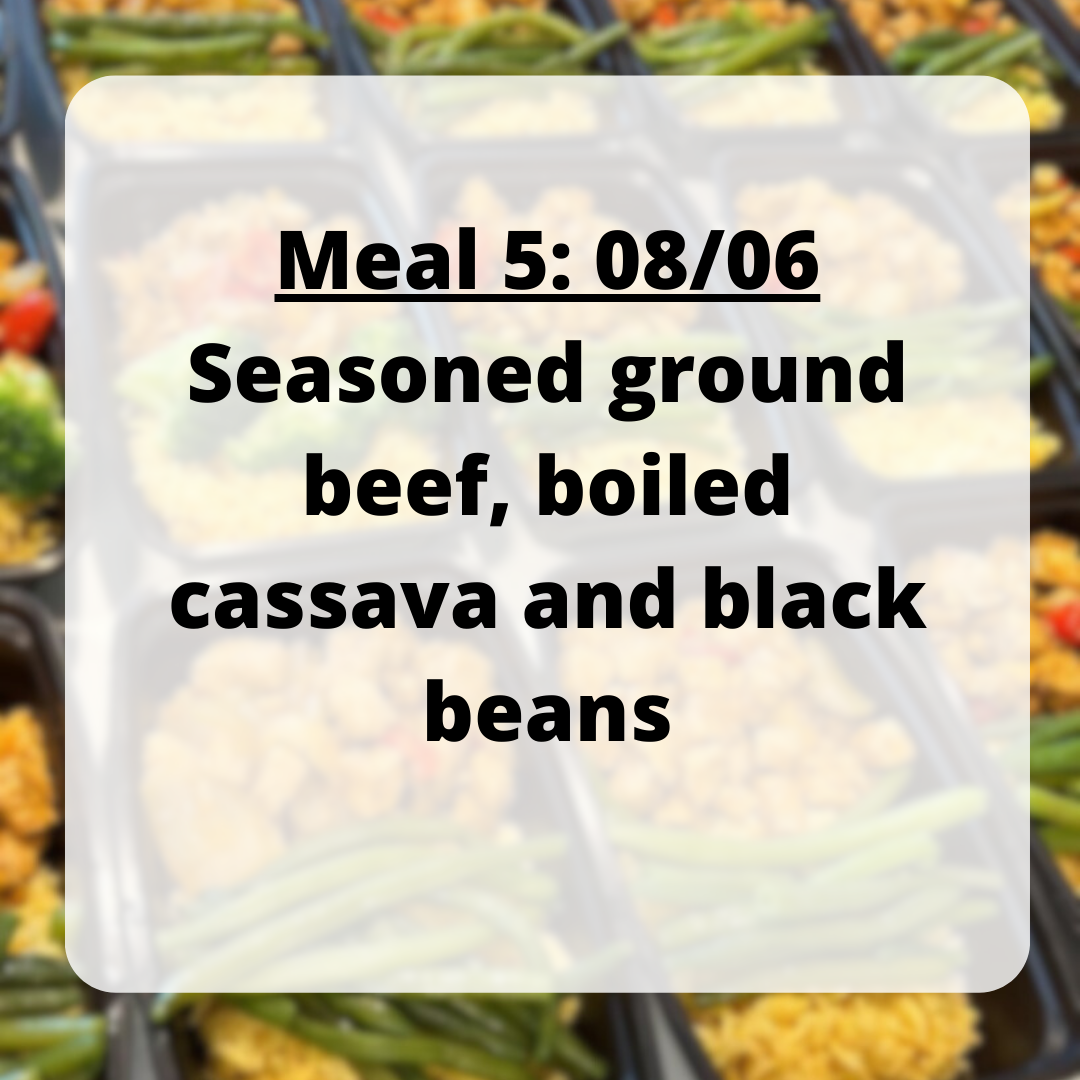 Meal 5: 08/06
Seasoned ground
beef, boiled
cassava and black
beans